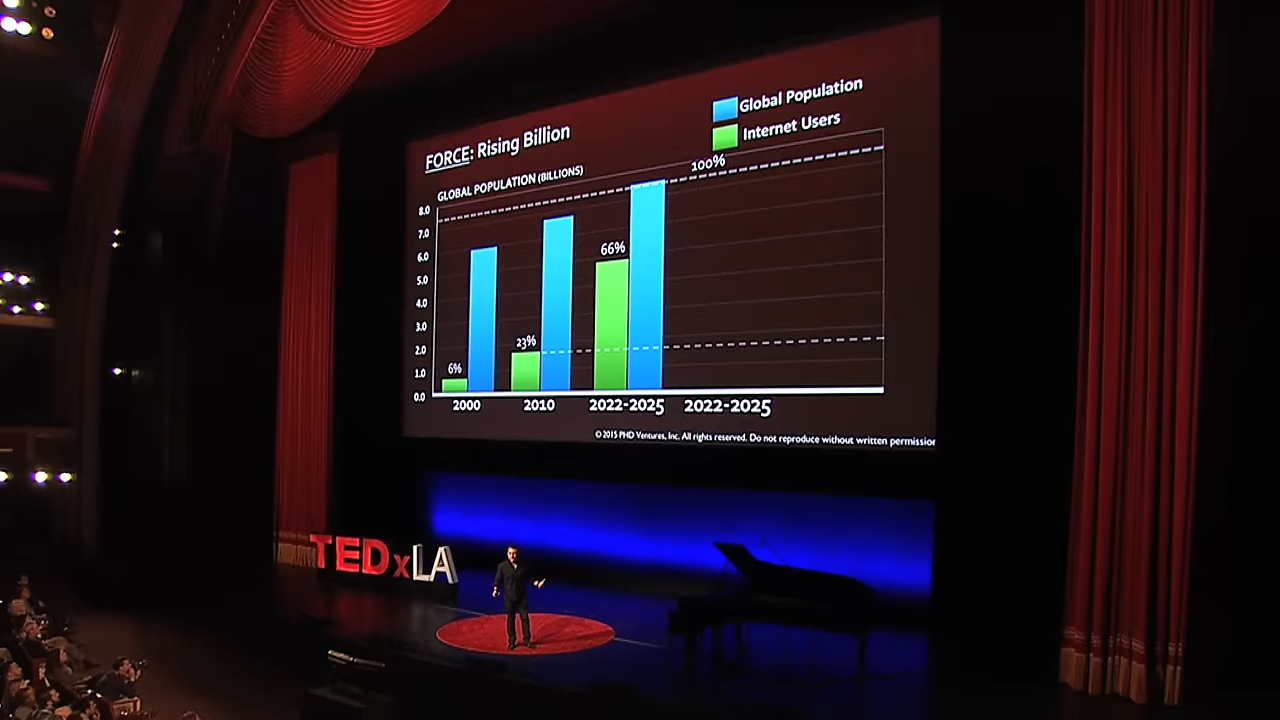 FORCE: Rising Billion
Global Population
Internet Users
GLOBAL POPULATION (BILLIONS)
100%
8.0
7.0
6.0
5.0
4.0
3.0
2.0
1.0
0.0
6%
23%
66%
2000 2010 2022-2025 2022-2025
© 2015 PHD Ventures, Inc. All rights reserved. Do not reproduce without written permission
TEDxLA